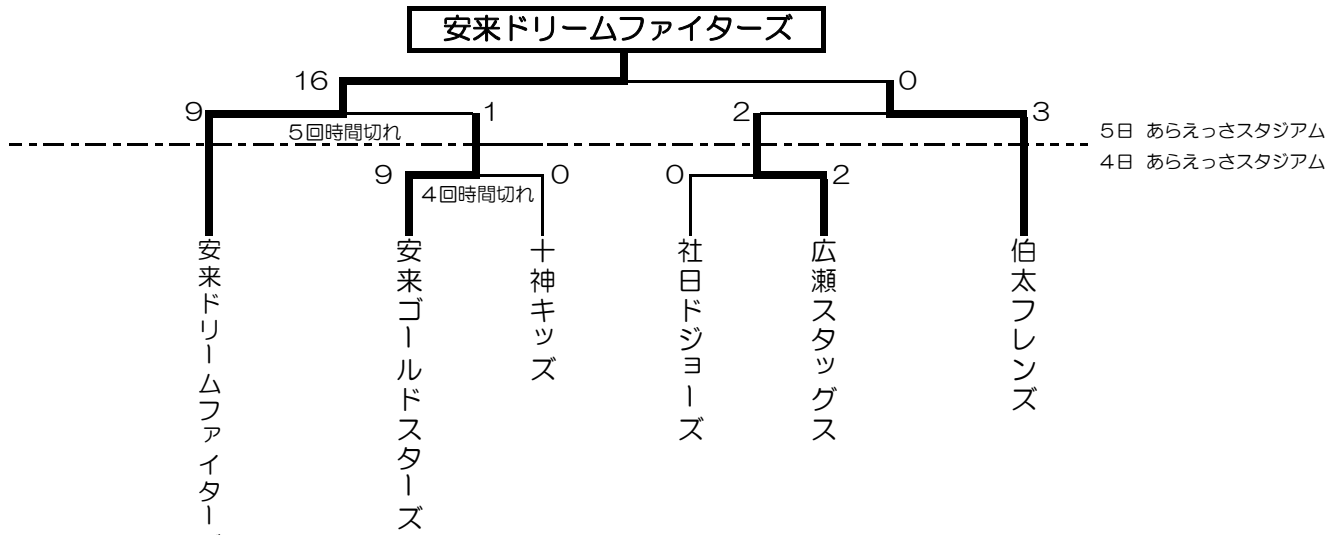 安来ドリームファイターズ
16
0
9
1
2
3
5回時間切れ
5日 あらえっさスタジアム
4日 あらえっさスタジアム
9
0
0
2
4回時間切れ
安来ドリームファイター
安来ゴールドスターズ
十神キッズ
社日ドジョーズ
広瀬スタッグス
伯太フレンズ